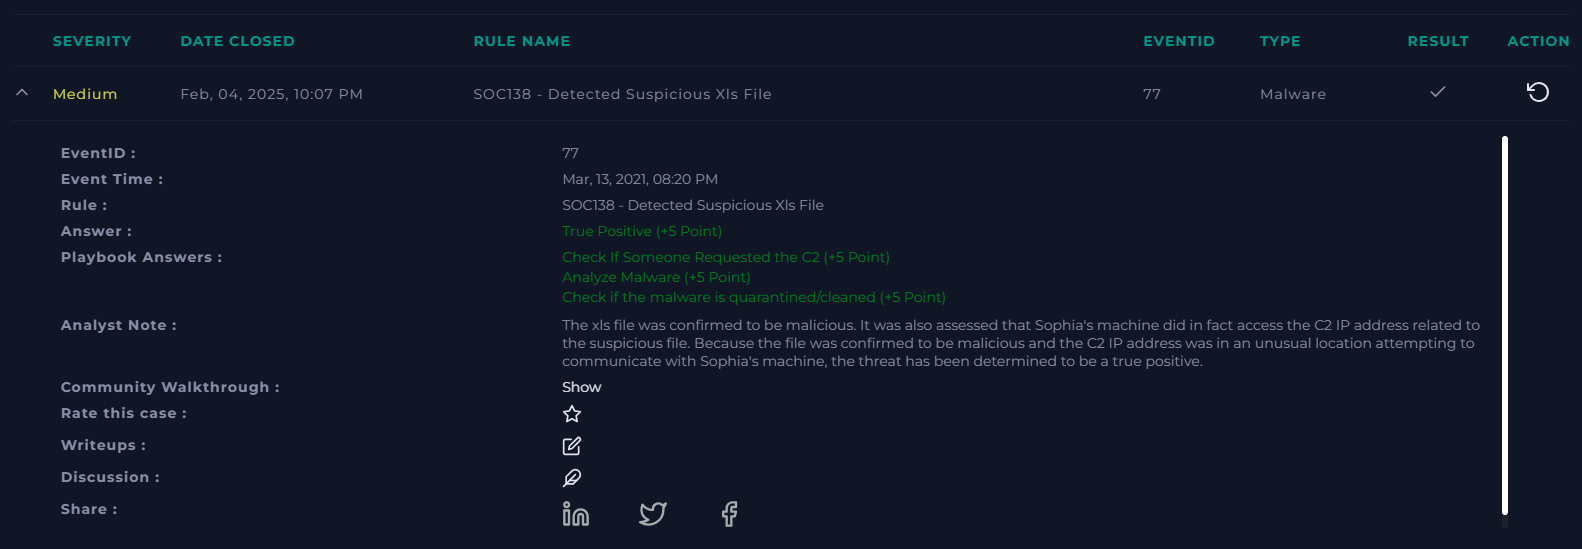 SEVERITY DATE CLOSED RULE NAME EVENTID TYPE RESULT ACTION
Medium Feb, 04, 2025, 10:07 PM SOC138 - Detected Suspicious Xls File 77 Malware
EventID : 77
Event Time : Mar, 13, 2021, 08:20 PM
Rule : SOC138 - Detected Suspicious Xls File
Answer : True Positive (+5 Point)
Playbook Answers : Check If Someone Requested the C2 (+5 Point)
Analyze Malware (+5 Point)
Check if the malware is quarantined/cleaned (+5 Point)
Analyst Note : The xls file was confirmed to be malicious. It was also assessed that Sophia's machine did in fact access the C2 IP address related to
the suspicious file. Because the file was confirmed to be malicious and the C2 IP address was in an unusual location attempting to
communicate with Sophia's machine, the threat has been determined to be a true positive.
Community Walkthrough : Show
Rate this case :
Writeups :
Discussion :
Share :